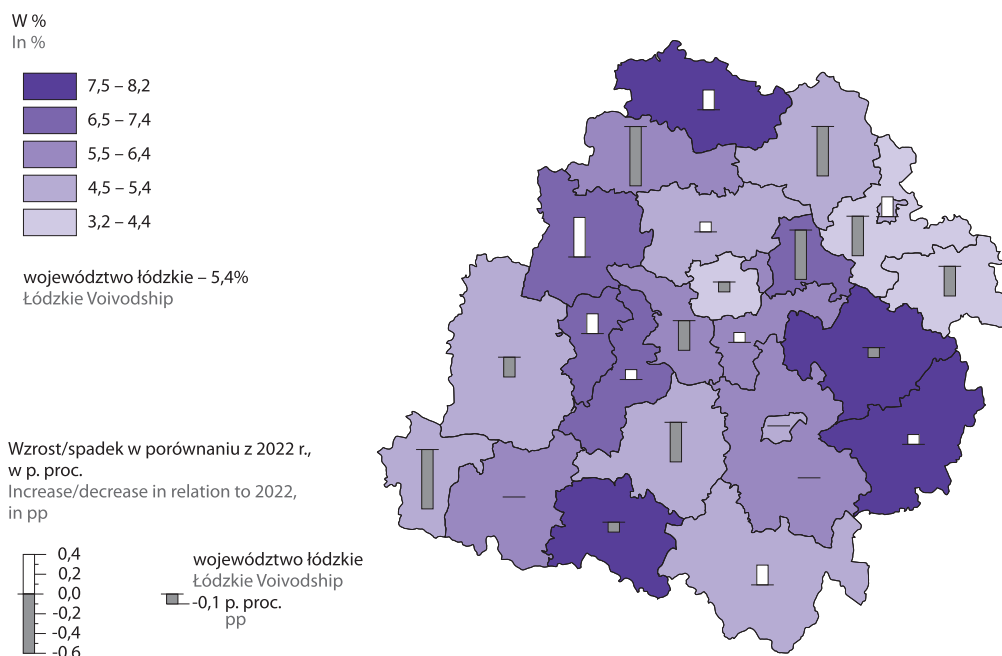 W %
In %
7,5 – 8,2
6,5 – 7,4
5,5 – 6,4
4,5 – 5,4
3,2 – 4,4
województwo łódzkie – 5,4%
Łódzkie Voivodship
Wzrost/spadek w porównaniu z 2022 r.,
w p. proc.
Increase/decrease in relation to 2022,
in pp
0,4
0,2
0,0
-0,2
-0,4
-0,6
województwo łódzkie
Łódzkie Voivodship
-0,1 p. proc.
pp